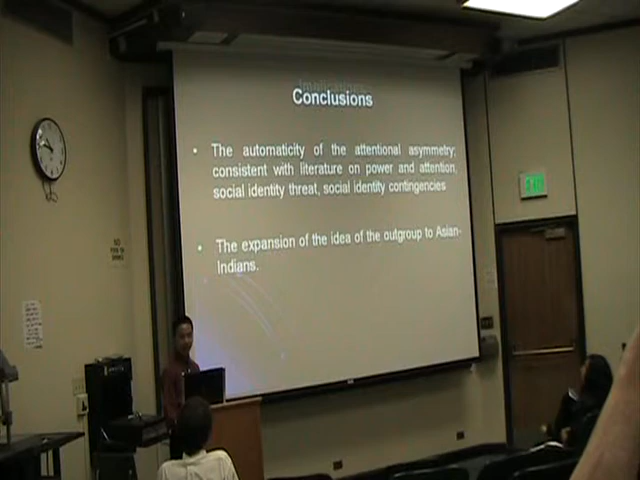 Conclusions
• The automaticity of the attentional asymmetry;
consistent with literature on power and attention,
social identity threat, social identity contingencies
• The expansion of the idea of the outgroup to Asian-
Indians.
EXIT